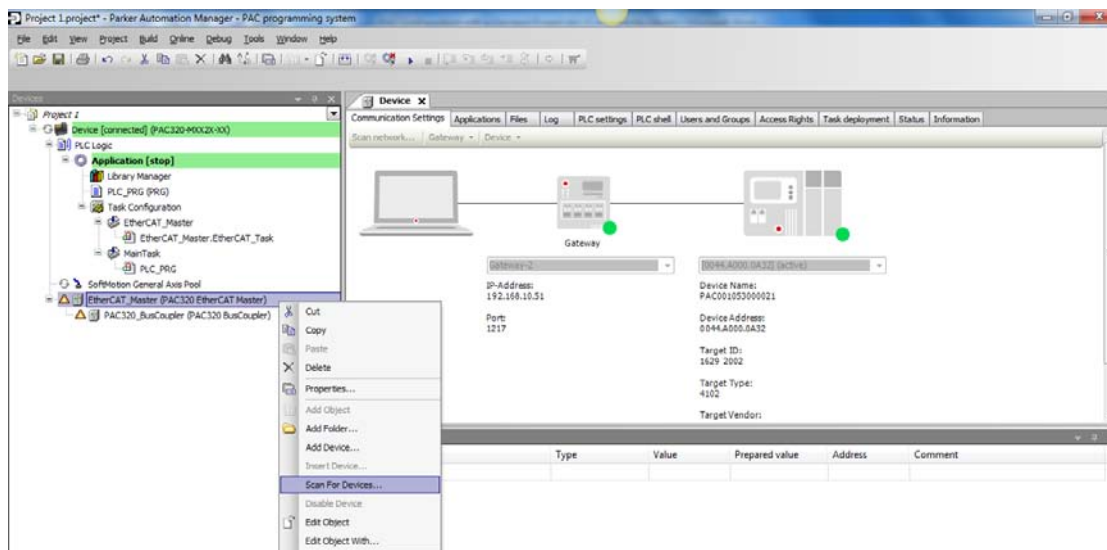 Project 1.project* - Parker Automation Manager - PAC programming system
File Edit View Project Build Online Debug Tools Window Help
Devices
Project 1
Device [connected] (PAC320-MXX2X-XX)
PLC Logic
Application [stop]
Library Manager
PLC_PRG (PRG)
Task Configuration
EtherCAT_Master
EtherCAT_Master.EtherCAT_Task
MainTask
PLC_PRG
SoftMotion General Axis Pool
EtherCAT_Master (PAC320 EtherCAT Master)
PAC320_BusCoupler (PAC320 BusCoupler)
Cut
Copy
Paste
Delete
Properties...
Add Object
Add Folder...
Add Device...
Insert Device...
Scan For Devices...
Disable Device
Edit Object
Edit Object With...
Device
Communication Settings Applications Files Log PLC settings PLC shell Users and Groups Access Rights Task deployment Status Information
Scan network... Gateway Device
Gateway
Gateway-2
[0044.A000.0A32] (active)
IP-Address:
192.168.10.51
Port:
1217
Device Name:
PAC001053000021
Device Address:
0044.A000.0A32
Target ID:
1629 2002
Target Type:
4102
Target Vendor:
Type Value Prepared value Address Comment